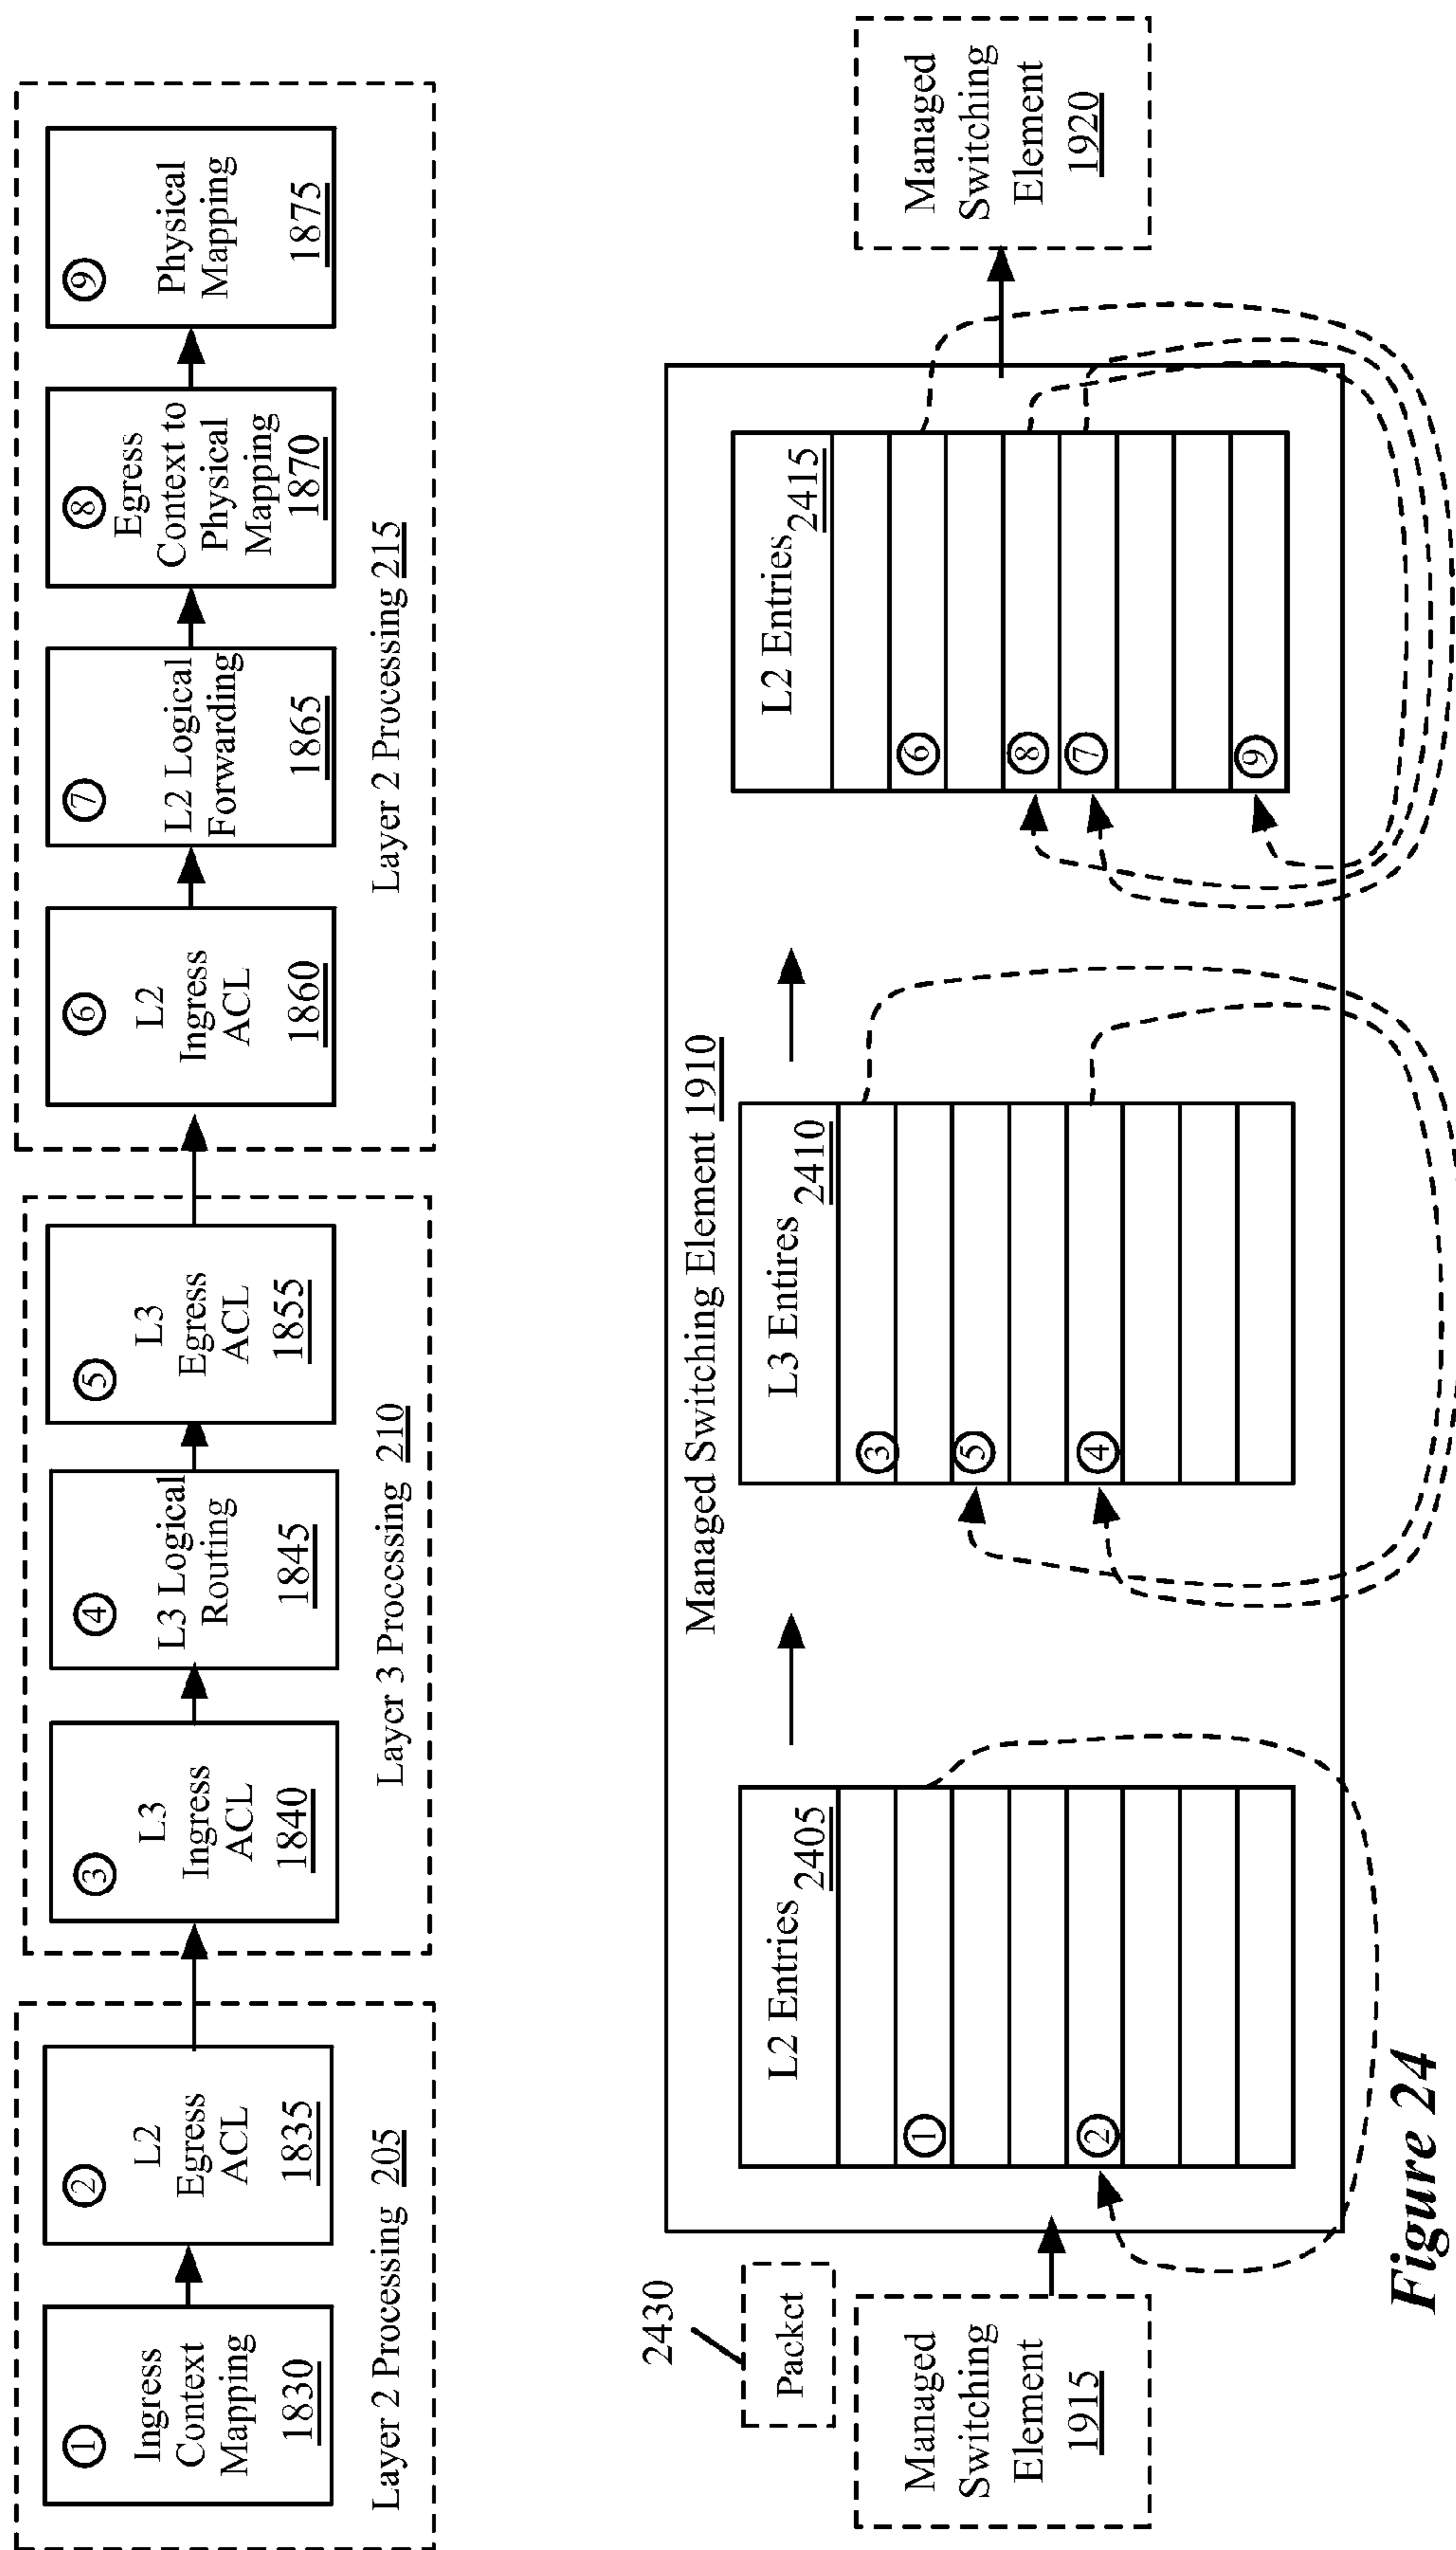 ①
Ingress
Context
Mapping
1830
②
L2
Egress
ACL
1835
Layer 2 Processing 205
③
L3
Ingress
ACL
1840
④
L3 Logical
Routing
1845
⑤
L3
Egress
ACL
1855
Layer 3 Processing 210
⑥
L2
Ingress
ACL
1860
⑦
L2 Logical
Forwarding
1865
⑧
Egress
Context to
Physical
Mapping
1870
⑨
Physical
Mapping
1875
Layer 2 Processing 215
2430
Packet
Managed
Switching
Element
1915
Managed Switching Element 1910
L2 Entries
2405
①
②
L3 Entires
2410
③
⑤
④
L2 Entries
2415
⑥
⑧
⑦
⑨
Managed
Switching
Element
1920
Figure 24